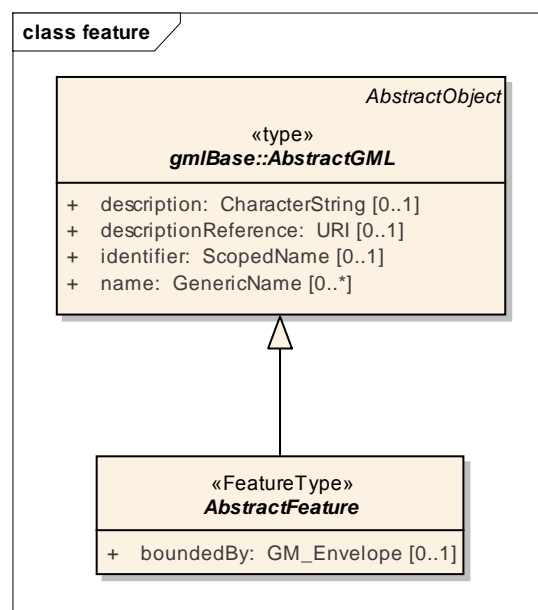 class feature
AbstractObject
«type»
gmlBase::AbstractGML
+ description: CharacterString [0..1]
+ descriptionReference: URI [0..1]
+ identifier: ScopedName [0..1]
+ name: GenericName [0..*]
«FeatureType»
AbstractFeature
+ boundedBy: GM_Envelope [0..1]